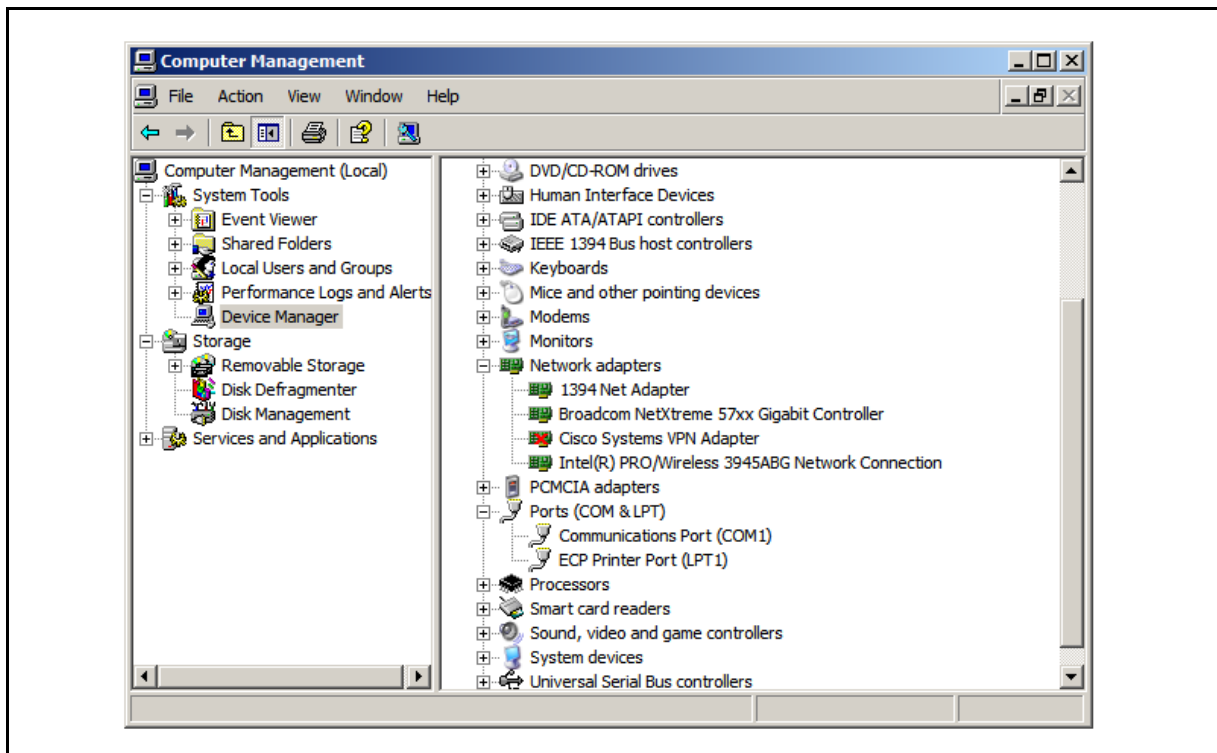 Computer Management
File Action View Window Help
Computer Management (Local)
System Tools
Event Viewer
Shared Folders
Local Users and Groups
Performance Logs and Alerts
Device Manager
Storage
Removable Storage
Disk Defragmenter
Disk Management
Services and Applications
DVD/CD-ROM drives
Human Interface Devices
IDE ATA/ATAPI controllers
IEEE 1394 Bus host controllers
Keyboards
Mice and other pointing devices
Modems
Monitors
Network adapters
1394 Net Adapter
Broadcom NetXtreme 57xx Gigabit Controller
Cisco Systems VPN Adapter
Intel(R) PRO/Wireless 3945ABG Network Connection
PCMCIA adapters
Ports (COM & LPT)
Communications Port (COM1)
ECP Printer Port (LPT1)
Processors
Smart card readers
Sound, video and game controllers
System devices
Universal Serial Bus controllers